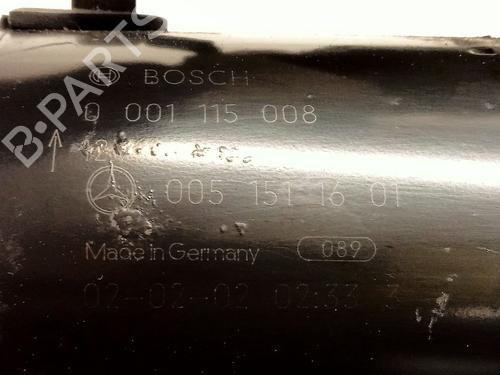 BOSCH
0 001 115 008
005 151 16 01
Made in Germany 089
02-02-02 02:33 3
B-PARTS